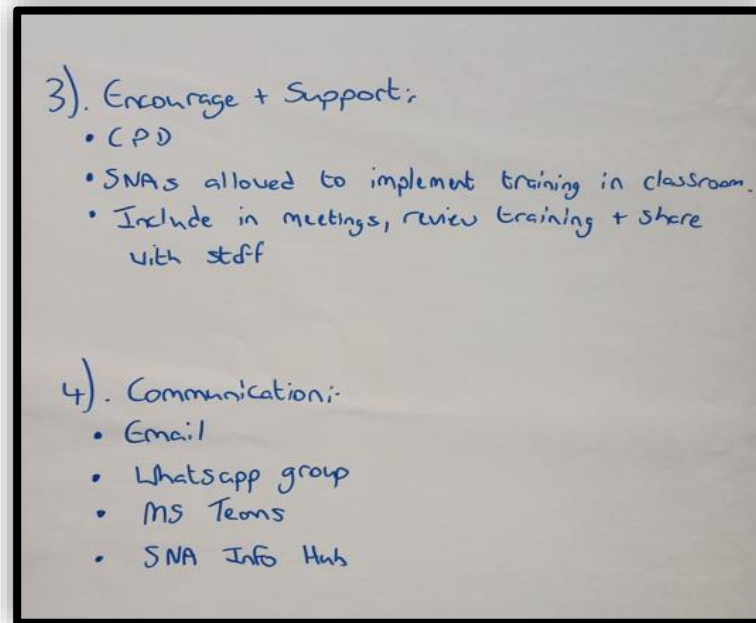 3). Encourage + Support:-
• CPD
• SNAs allowed to implement training in classroom.
• Include in meetings, review training + share
with staff
4). Communication:-
• Email
• Whatsapp group
• MS Teams
• SNA Info Hub